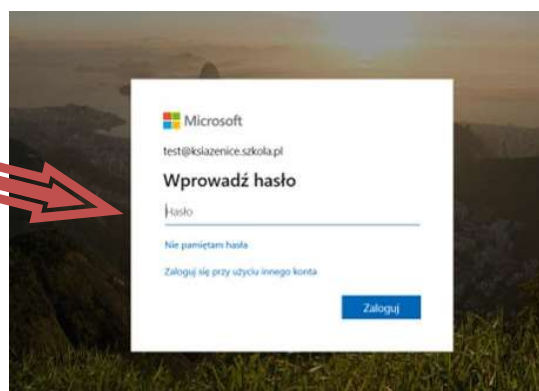 Microsoft
test@ksiazenice.szkola.pl
Wprowadź hasło
Hasło
Nie pamiętam hasła
Zaloguj się przy użyciu innego konta
Zaloguj